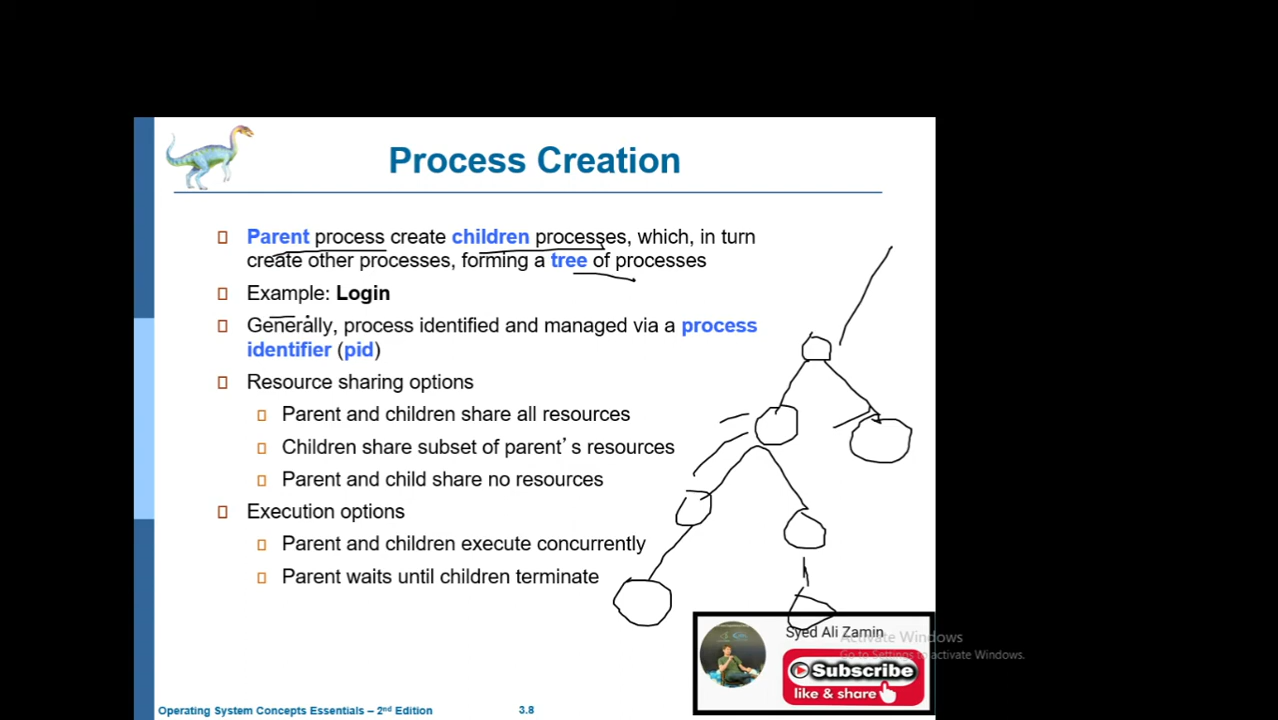 Process Creation
Parent process create children processes, which, in turn
create other processes, forming a tree of processes
Example: Login
Generally, process identified and managed via a process
identifier (pid)
Resource sharing options
Parent and children share all resources
Children share subset of parent’s resources
Parent and child share no resources
Execution options
Parent and children execute concurrently
Parent waits until children terminate
Syed Ali Zamin
Activate Windows
Go to Settings to activate Windows.
Subscribe
like & share
Operating System Concepts Essentials – 2nd Edition
3.8